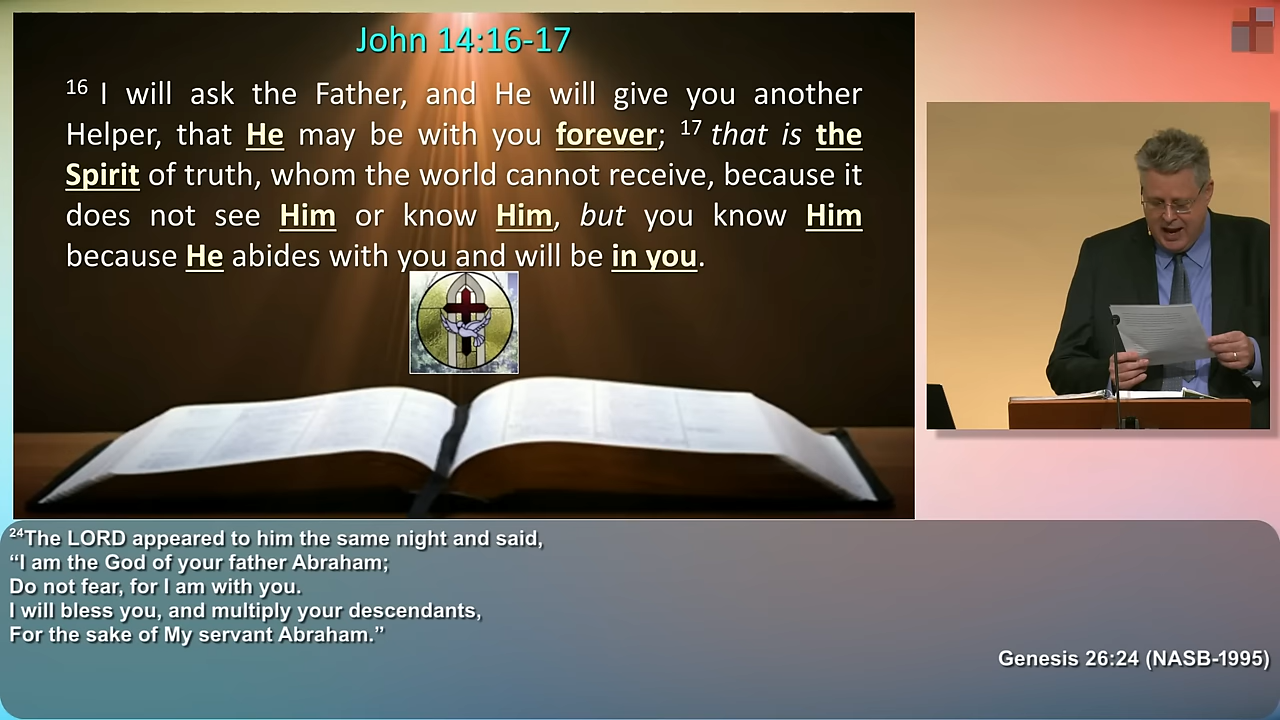 John 14:16-17
16 I will ask the Father, and He will give you another
Helper, that He may be with you forever; 17 that is the
Spirit of truth, whom the world cannot receive, because it
does not see Him or know Him, but you know Him
because He abides with you and will be in you.
24The LORD appeared to him the same night and said,
“I am the God of your father Abraham;
Do not fear, for I am with you.
I will bless you, and multiply your descendants,
For the sake of My servant Abraham.”
Genesis 26:24 (NASB-1995)